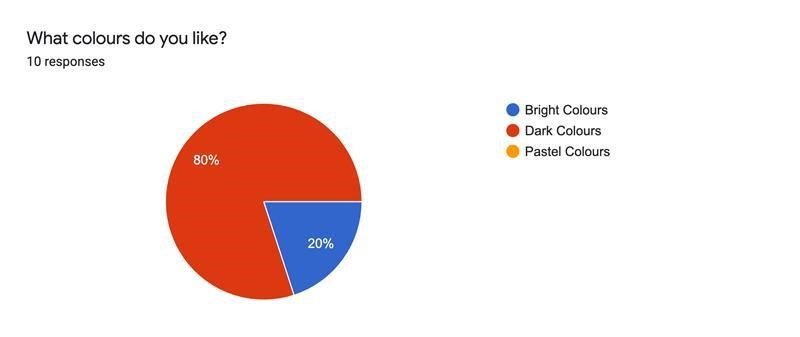 What colours do you like?
10 responses
Bright Colours
Dark Colours
Pastel Colours
80%
20%